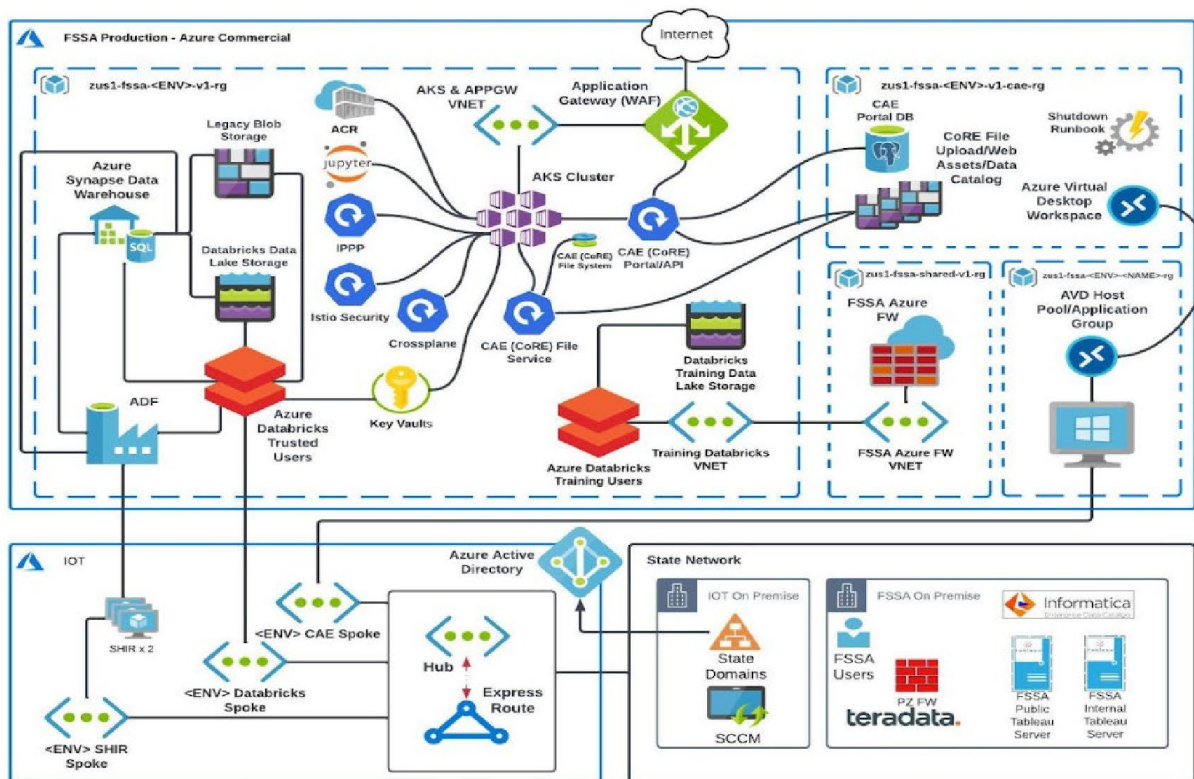 FSSA Production - Azure Commercial
Internet
zus1-fssa-<ENV>-v1-rg
Legacy Blob
Storage
Azure
Synapse Data
Warehouse
SQL
Databricks Data
Lake Storage
ADF
Azure
Databricks
Trusted
Users
ACR
jupyter
IPPP
Istio Security
Crossplane
Key Vaults
AKS & APPGW
VNET
Application
Gateway (WAF)
AKS Cluster
CAE (CoRE)
File System
CAE (CoRE)
Portal/API
CAE (CoRE) File
Service
Databricks
Training Data
Lake Storage
Azure Databricks
Training Users
Training Databricks
VNET
zus1-fssa-<ENV>-v1-cae-rg
CAE
Portal DB
CoRE File
Upload/Web
Assets/Data
Catalog
Shutdown
Runbook
Azure Virtual
Desktop
Workspace
zus1-fssa-shared-v1-rg
FSSA Azure
FW
FSSA Azure FW
VNET
zus1-fssa-<ENV>-<NAME>-rg
AVD Host
Pool/Application
Group
IOT
Azure Active
Directory
SHIR x 2
<ENV> CAE Spoke
<ENV> Databricks
Spoke
<ENV> SHIR
Spoke
Hub
Express
Route
State Network
IOT On Premise
State
Domains
SCCM
FSSA On Premise
FSSA
Users
PZ FW
teradata.
Informatica
Enterprise Data Catalog
FSSA
Public
Tableau
Server
FSSA
Internal
Tableau
Server